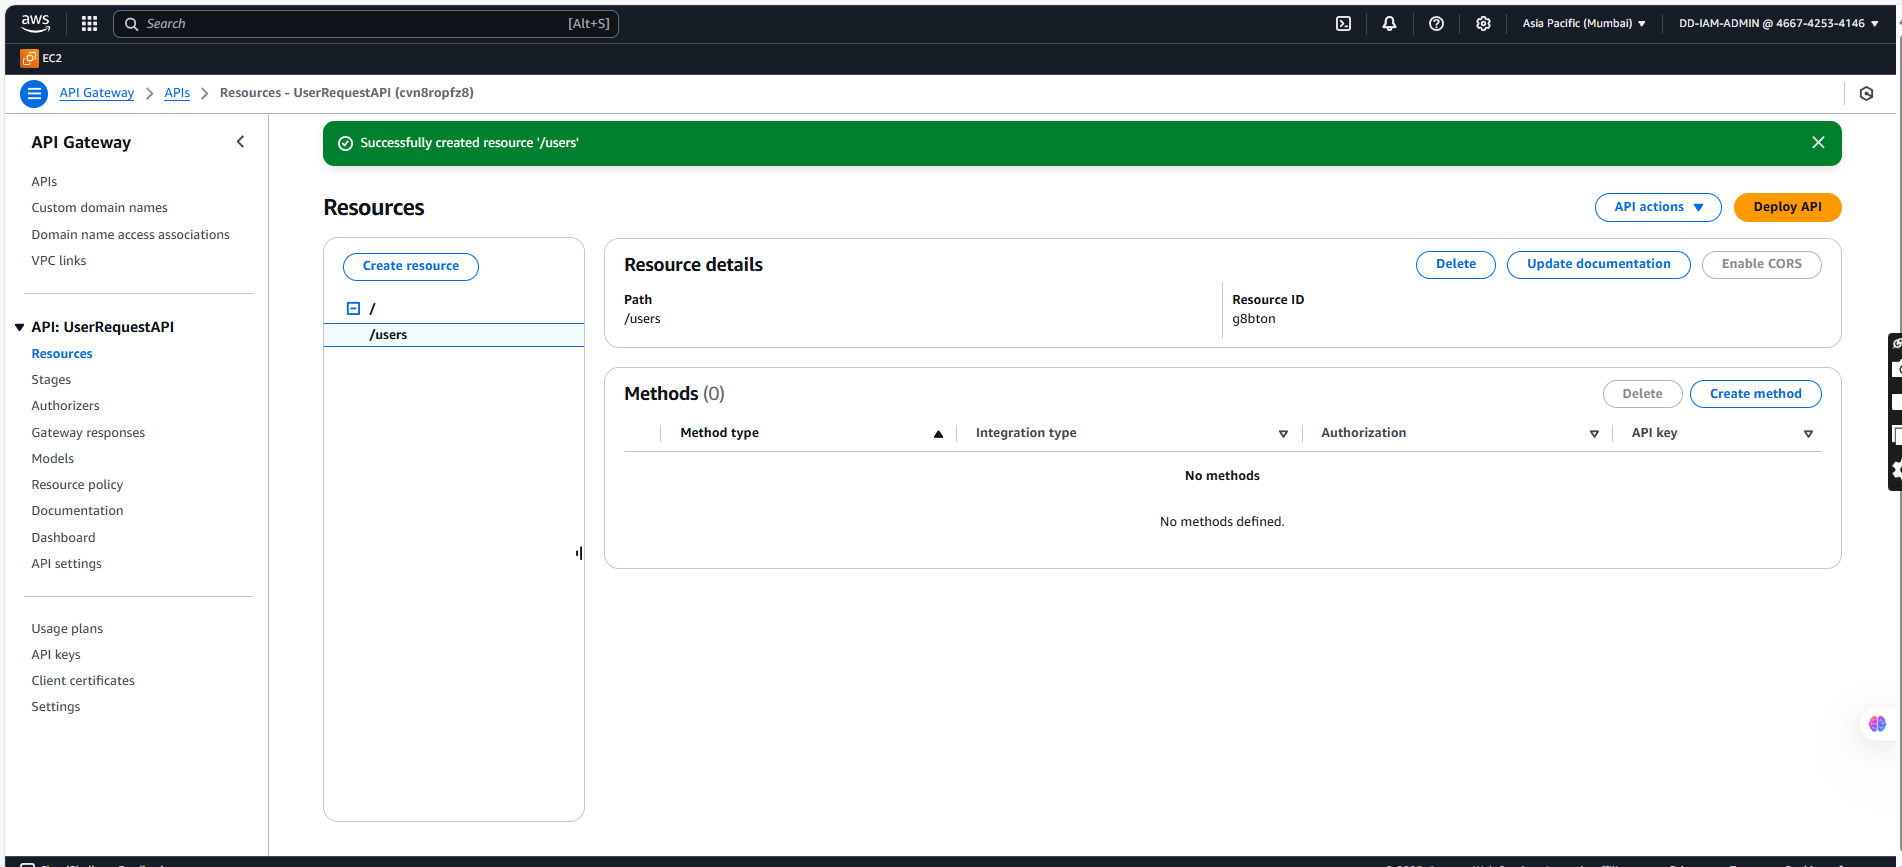 aws
Search [Alt+S]
Asia Pacific (Mumbai) DD-IAM-ADMIN @ 4667-4253-4146
EC2
API Gateway APIs Resources - UserRequestAPI (cvn8ropfz8)
API Gateway
APIs
Custom domain names
Domain name access associations
VPC links
API: UserRequestAPI
Resources
Stages
Authorizers
Gateway responses
Models
Resource policy
Documentation
Dashboard
API settings
Usage plans
API keys
Client certificates
Settings
Successfully created resource '/users'
Resources
API actions Deploy API
Create resource
/
/users
Resource details
Delete Update documentation Enable CORS
Path
/users
Resource ID
g8bton
Methods (0)
Delete Create method
Method type Integration type Authorization API key
No methods
No methods defined.